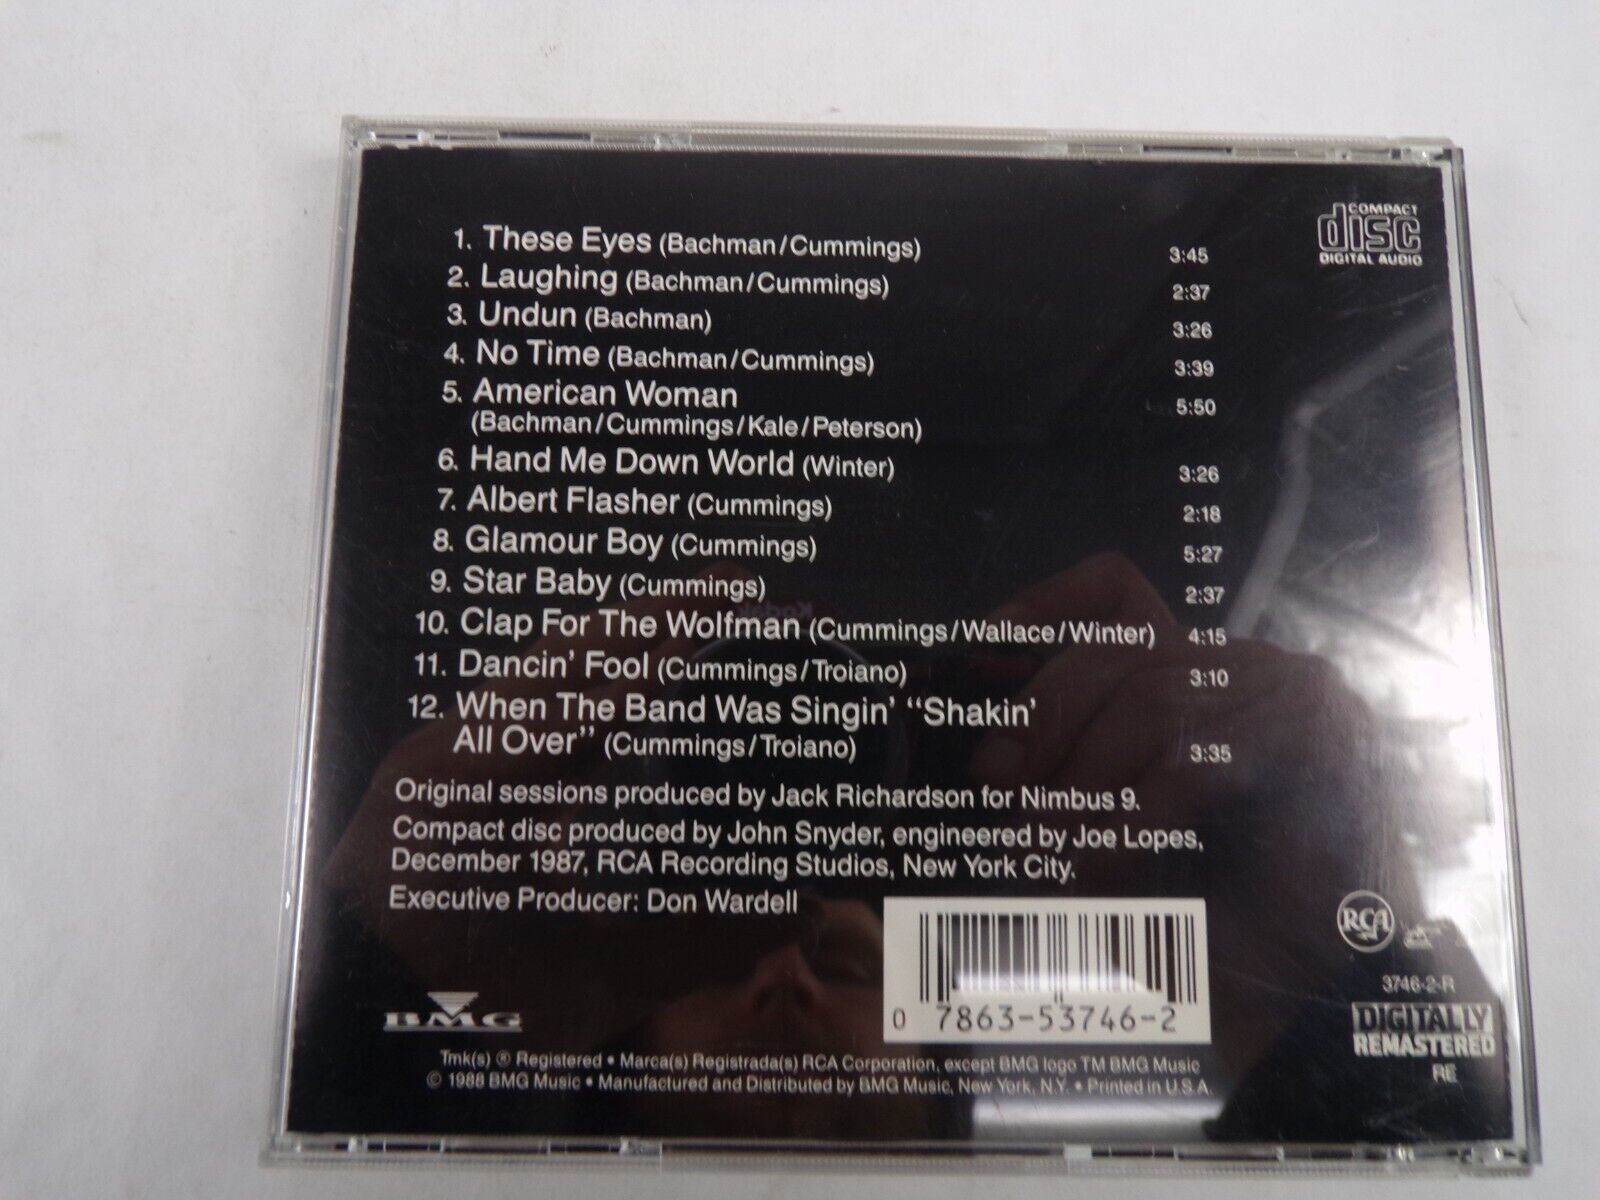 COMPACT
disc
DIGITAL AUDIO
1. These Eyes (Bachman/Cummings) 3:45
2. Laughing (Bachman/Cummings) 2:37
3. Undun (Bachman) 3:26
4. No Time (Bachman/Cummings) 3:39
5. American Woman 5:50
(Bachman/Cummings/Kale/Peterson)
6. Hand Me Down World (Winter) 3:26
7. Albert Flasher (Cummings) 2:18
8. Glamour Boy (Cummings) 5:27
9. Star Baby (Cummings) 2:37
10. Clap For The Wolfman (Cummings/Wallace/Winter) 4:15
11. Dancin' Fool (Cummings/Troiano) 3:10
12. When The Band Was Singin' "Shakin'
All Over" (Cummings/Troiano) 3:35
Original sessions produced by Jack Richardson for Nimbus 9.
Compact disc produced by John Snyder, engineered by Joe Lopes,
December 1987, RCA Recording Studios, New York City.
Executive Producer: Don Wardell
BMG
0 7863-53746-2
RCA
3746-2-R
DIGITALLY
REMASTERED
RE
Tmk(s) ® Registered • Marca(s) Registrada(s) RCA Corporation, except BMG logo TM BMG Music
© 1988 BMG Music • Manufactured and Distributed by BMG Music, New York, N.Y. • Printed in U.S.A.
Kodak